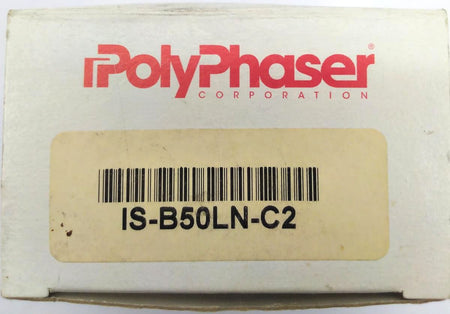 PolyPhaser®
CORPORATION
IS-B50LN-C2